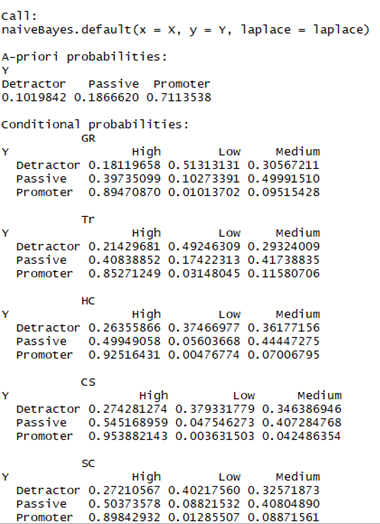 Call:
naiveBayes.default(x = X, y = Y, laplace = laplace)
A-priori probabilities:
Y
Detractor Passive Promoter
0.1019842 0.1866620 0.7113538
Conditional probabilities:
GR
Y High Low Medium
Detractor 0.18119658 0.51313131 0.30567211
Passive 0.39735099 0.10273391 0.49991510
Promoter 0.89470870 0.01013702 0.09515428
Tr
Y High Low Medium
Detractor 0.21429681 0.49246309 0.29324009
Passive 0.40838852 0.17422313 0.41738835
Promoter 0.85271249 0.03148045 0.11580706
HC
Y High Low Medium
Detractor 0.26355866 0.37466977 0.36177156
Passive 0.49949058 0.05603668 0.44447275
Promoter 0.92516431 0.00476774 0.07006795
CS
Y High Low Medium
Detractor 0.274281274 0.379331779 0.346386946
Passive 0.545168959 0.047546273 0.407284768
Promoter 0.953882143 0.003631503 0.042486354
SC
Y High Low Medium
Detractor 0.27210567 0.40217560 0.32571873
Passive 0.50373578 0.08821532 0.40804890
Promoter 0.89842932 0.01285507 0.08871561